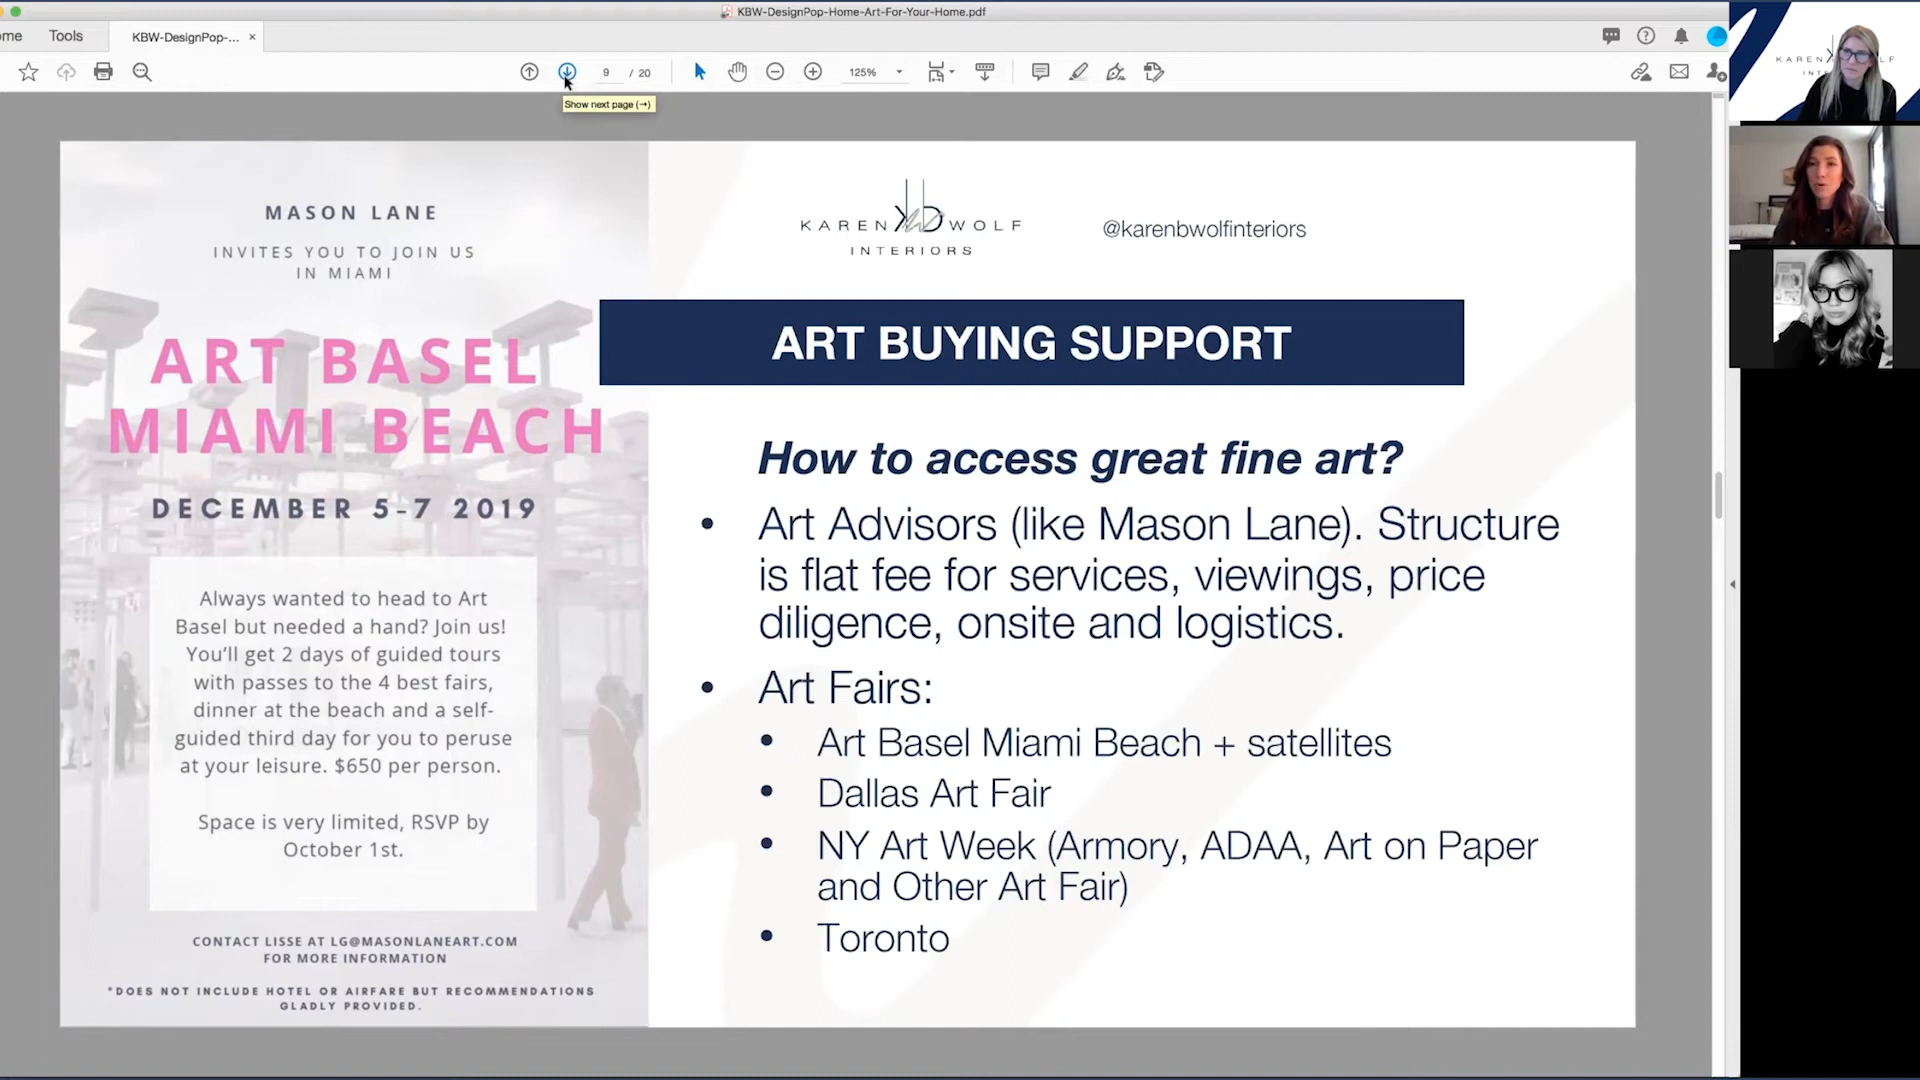 KBW-DesignPop-Home-Art-For-Your-Home.pdf
ome
Tools
KBW-DesignPop-... ×
9 / 20
125%
Show next page (→)
MASON LANE
INVITES YOU TO JOIN US
IN MIAMI
ART BASEL
MIAMI BEACH
DECEMBER 5-7 2019
Always wanted to head to Art
Basel but needed a hand? Join us!
You'll get 2 days of guided tours
with passes to the 4 best fairs,
dinner at the beach and a self-
guided third day for you to peruse
at your leisure. $650 per person.
Space is very limited, RSVP by
October 1st.
CONTACT LISSE AT LG@MASONLANEART.COM
FOR MORE INFORMATION
*DOES NOT INCLUDE HOTEL OR AIRFARE BUT RECOMMENDATIONS
GLADLY PROVIDED.
KAREN WOLF
INTERIORS
@karenbwolfinteriors
ART BUYING SUPPORT
How to access great fine art?
• Art Advisors (like Mason Lane). Structure
is flat fee for services, viewings, price
diligence, onsite and logistics.
• Art Fairs:
• Art Basel Miami Beach + satellites
• Dallas Art Fair
• NY Art Week (Armory, ADAA, Art on Paper
and Other Art Fair)
• Toronto